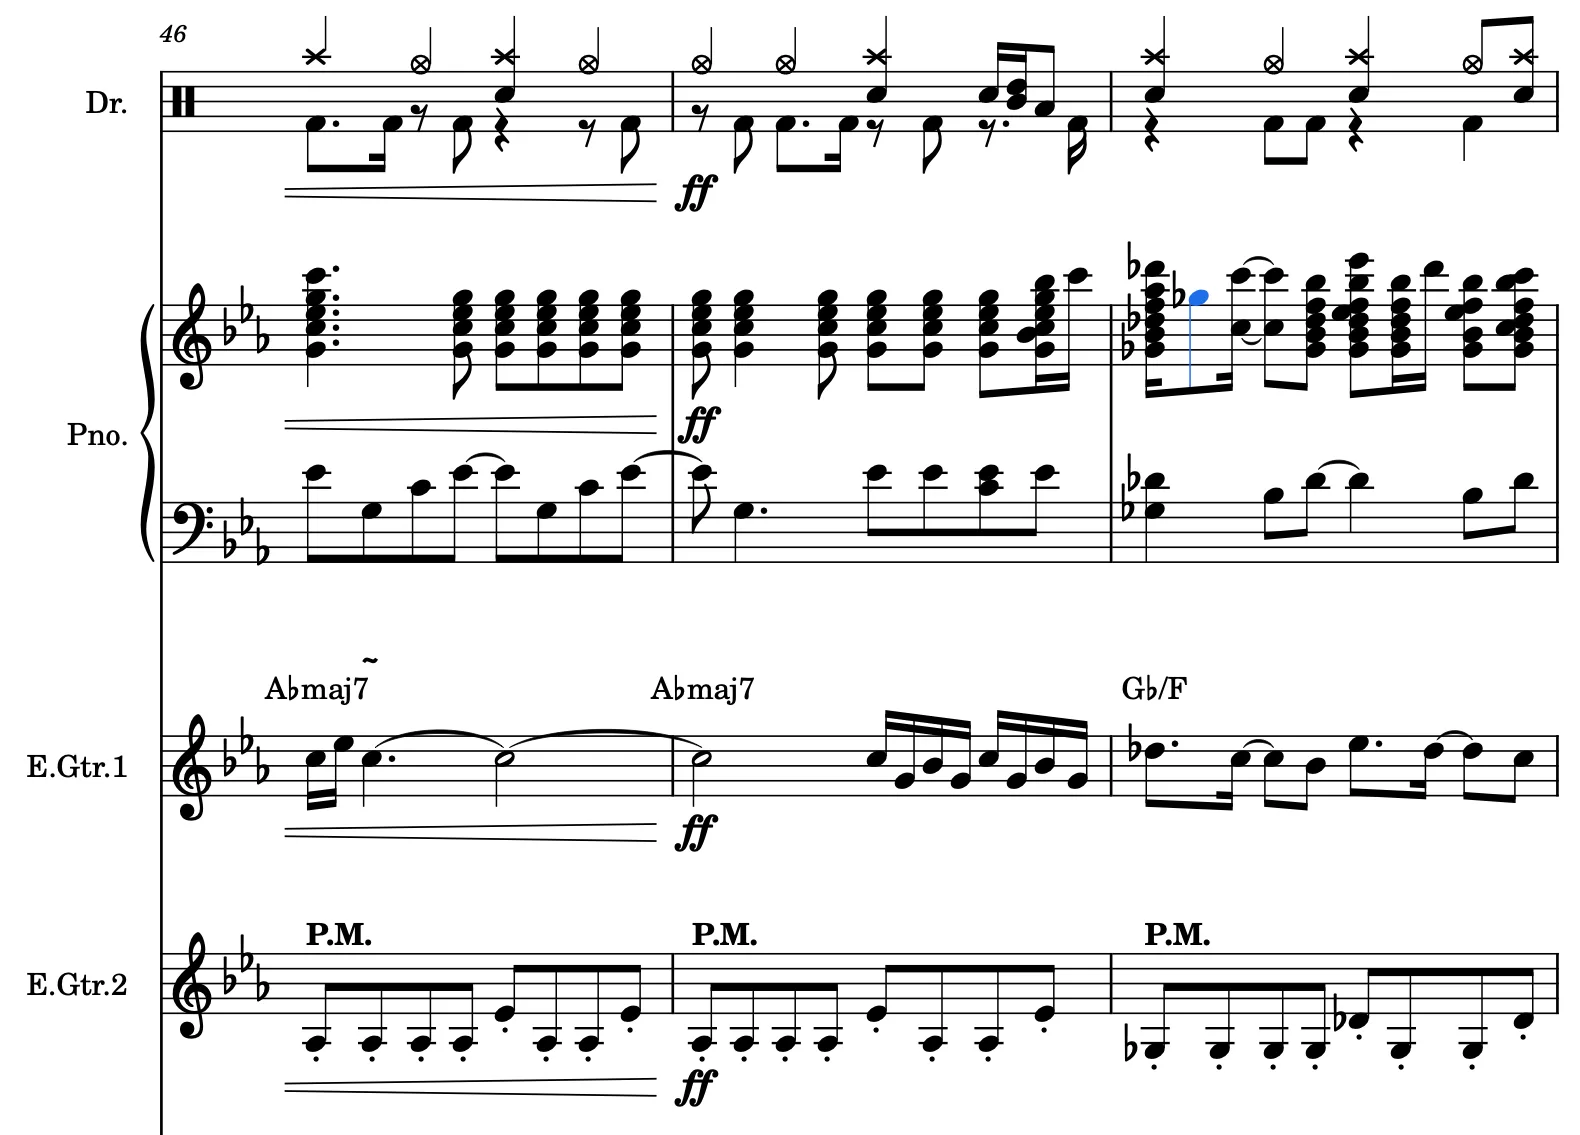 46
Dr.
ff
Pno.
ff
A♭maj7 A♭maj7 G♭/F
E.Gtr.1
ff
P.M. P.M. P.M.
E.Gtr.2
ff